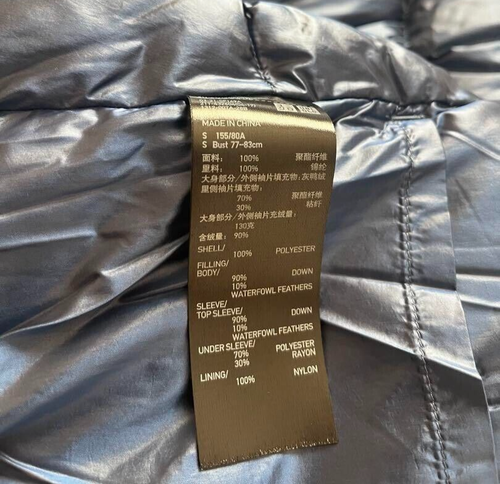 MADE IN CHINA
S 155/80A
S Bust 77-83cm
面料: 100% 聚酯纤维
里料: 100% 锦纶
大身部分/外侧袖片填充物: 灰鸭绒
里侧袖片填充物:
70% 聚酯纤维
30% 粘纤
大身部分/外侧袖片充绒量:
130克
含绒量: 90%
SHELL/
100% POLYESTER
FILLING/
BODY/
90% DOWN
10% WATERFOWL FEATHERS
SLEEVE/
TOP SLEEVE/
90% DOWN
10% WATERFOWL FEATHERS
UNDER SLEEVE/
70% POLYESTER
30% RAYON
LINING/
100% NYLON